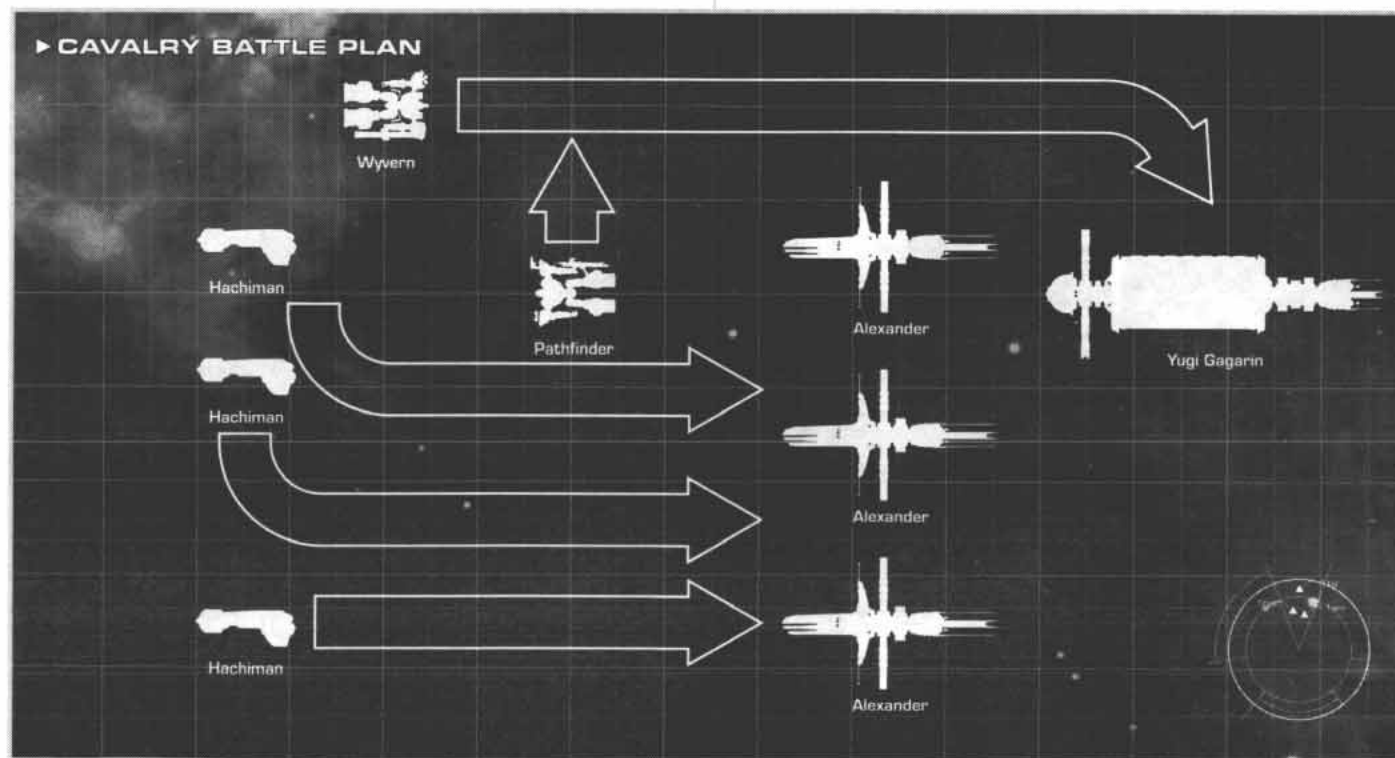 ▶ CAVALRY BATTLE PLAN
Wyvern
Hachiman
Pathfinder
Alexander
Yugi Gagarin
Hachiman
Alexander
Hachiman
Alexander